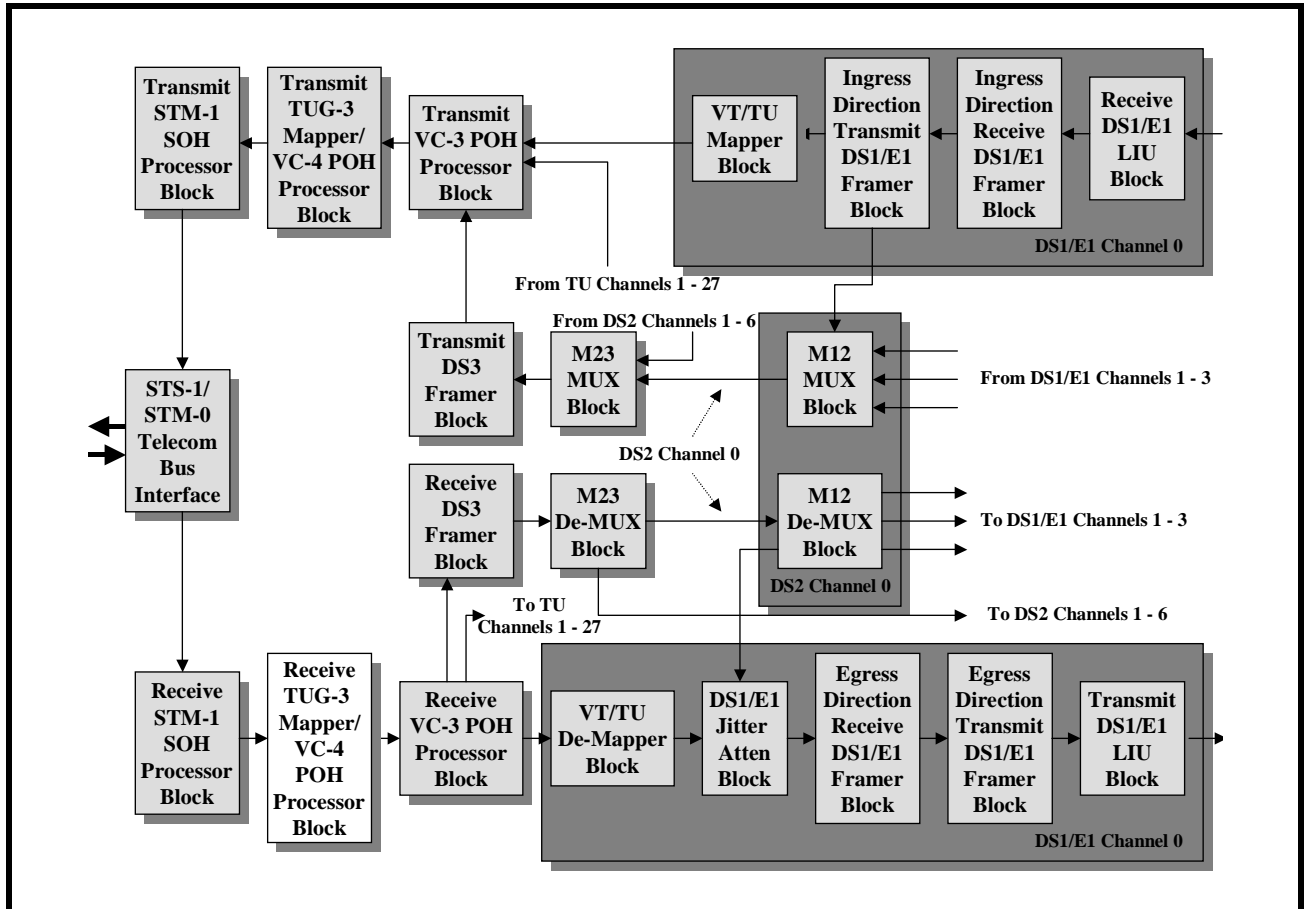 Transmit
STM-1
SOH
Processor
Block
Transmit
TUG-3
Mapper/
VC-4 POH
Processor
Block
Transmit
VC-3 POH
Processor
Block
VT/TU
Mapper
Block
Ingress
Direction
Transmit
DS1/E1
Framer
Block
Ingress
Direction
Receive
DS1/E1
Framer
Block
Receive
DS1/E1
LIU
Block
DS1/E1 Channel 0
From TU Channels 1 - 27
From DS2 Channels 1 - 6
Transmit
DS3
Framer
Block
M23
MUX
Block
M12
MUX
Block
From DS1/E1 Channels 1 - 3
STS-1/
STM-0
Telecom
Bus
Interface
DS2 Channel 0
Receive
DS3
Framer
Block
M23
De-MUX
Block
M12
De-MUX
Block
To DS1/E1 Channels 1 - 3
DS2 Channel 0
To TU
Channels 1 - 27
To DS2 Channels 1 - 6
Receive
STM-1
SOH
Processor
Block
Receive
TUG-3
Mapper/
VC-4
POH
Processor
Block
Receive
VC-3 POH
Processor
Block
VT/TU
De-Mapper
Block
DS1/E1
Jitter
Atten
Block
Egress
Direction
Receive
DS1/E1
Framer
Block
Egress
Direction
Transmit
DS1/E1
Framer
Block
Transmit
DS1/E1
LIU
Block
DS1/E1 Channel 0